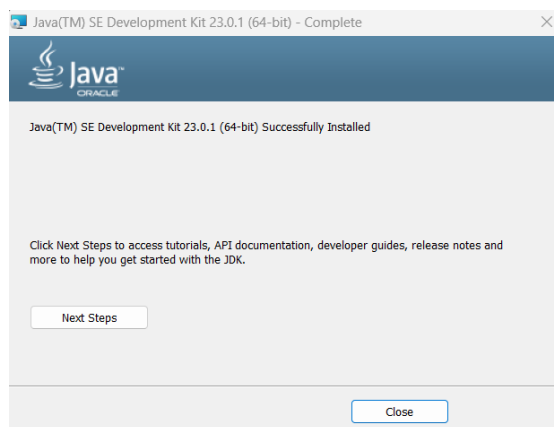 Java(TM) SE Development Kit 23.0.1 (64-bit) - Complete
Java™
ORACLE
Java(TM) SE Development Kit 23.0.1 (64-bit) Successfully Installed
Click Next Steps to access tutorials, API documentation, developer guides, release notes and
more to help you get started with the JDK.
Next Steps
Close